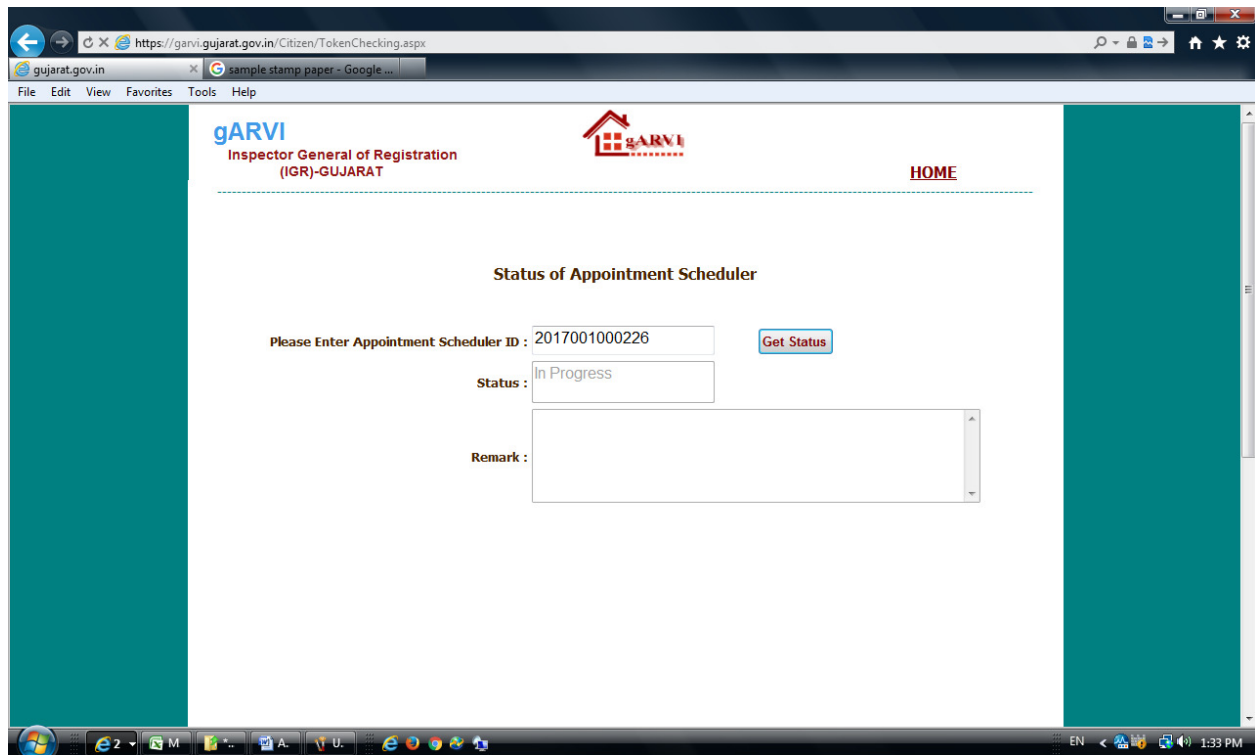 https://garvi.gujarat.gov.in/Citizen/TokenChecking.aspx
gujarat.gov.in
sample stamp paper - Google ...
File Edit View Favorites Tools Help
gARVI
gARVI
Inspector General of Registration
(IGR)-GUJARAT
HOME
Status of Appointment Scheduler
Please Enter Appointment Scheduler ID : 2017001000226 Get Status
Status : In Progress
Remark :
2 M *.. A. U. EN 1:33 PM